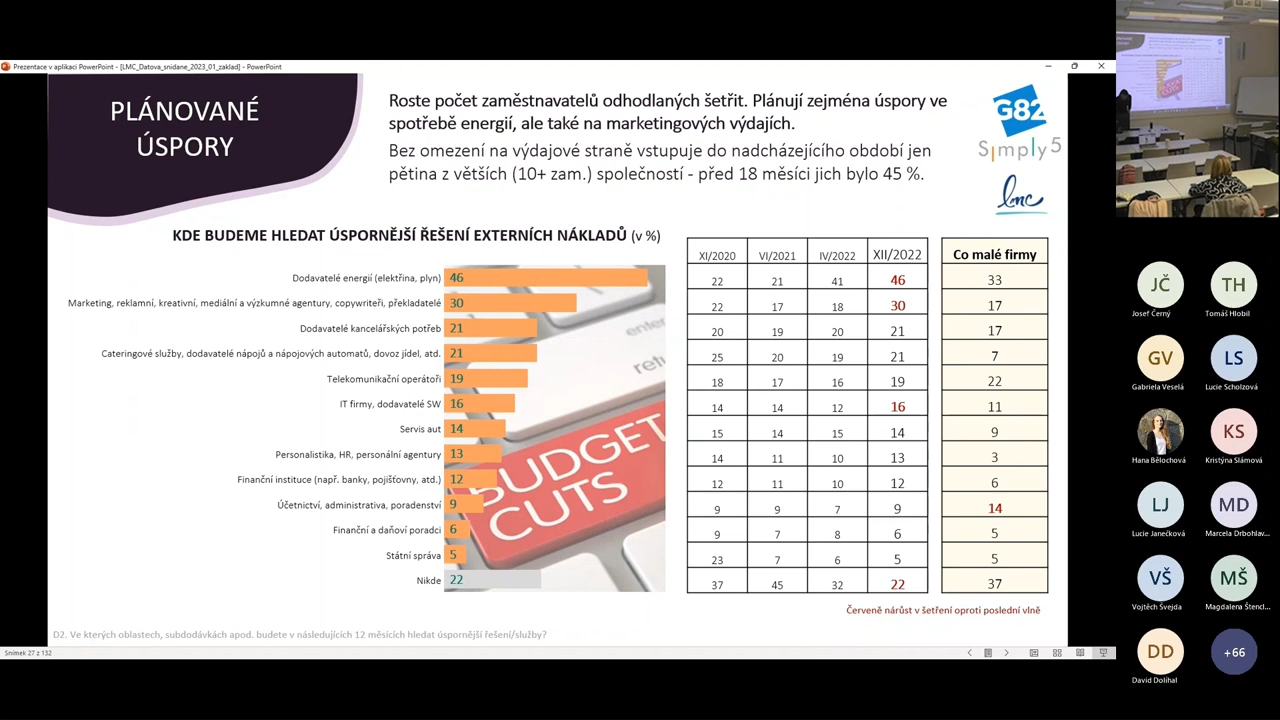 Prezentace v aplikaci PowerPoint - [LMC_Datova_snidane_2023_01_zaklad] - PowerPoint
PLÁNOVANÉ
ÚSPORY
Roste počet zaměstnavatelů odhodlaných šetřit. Plánují zejména úspory ve
spotřebě energií, ale také na marketingových výdajích.
Bez omezení na výdajové straně vstupuje do nadcházejícího období jen
pětina z větších (10+ zam.) společností - před 18 měsíci jich bylo 45 %.
G82
Simply5
lmc
KDE BUDEME HLEDAT ÚSPORNĚJŠÍ ŘEŠENÍ EXTERNÍCH NÁKLADŮ (v %)
XI/2020 VI/2021 IV/2022 XII/2022 Co malé firmy
Dodavatelé energií (elektřina, plyn) 46 22 21 41 46 33
Marketing, reklamní, kreativní, mediální a výzkumné agentury, copywriteři, překladatelé 30 22 17 18 30 17
Dodavatelé kancelářských potřeb 21 20 19 20 21 17
Cateringové služby, dodavatelé nápojů a nápojových automatů, dovoz jídel, atd. 21 25 20 19 21 7
Telekomunikační operátoři 19 18 17 16 19 22
IT firmy, dodavatelé SW 16 14 14 12 16 11
Servis aut 14 15 14 15 14 9
Personalistika, HR, personální agentury 13 14 11 10 13 3
Finanční instituce (např. banky, pojišťovny, atd.) 12 12 11 10 12 6
Účetnictví, administrativa, poradenství 9 9 9 7 9 14
Finanční a daňoví poradci 6 9 7 8 6 5
Státní správa 5 23 7 6 5 5
Nikde 22 37 45 32 22 37
enter
retu
BUDGET
CUTS
Červeně nárůst v šetření oproti poslední vlně
D2. Ve kterých oblastech, subdodávkách apod. budete v následujících 12 měsících hledat úspornější řešení/služby?
Snímek 27 z 132
JČ TH
Josef Černý Tomáš Hlobil
GV LS
Gabriela Veselá Lucie Scholzová
KS
Hana Bělochová Kristýna Slámová
LJ MD
Lucie Janečková Marcela Drbohlav...
VŠ MŠ
Vojtěch Švejda Magdalena Štencl...
DD +66
David Dolíhal